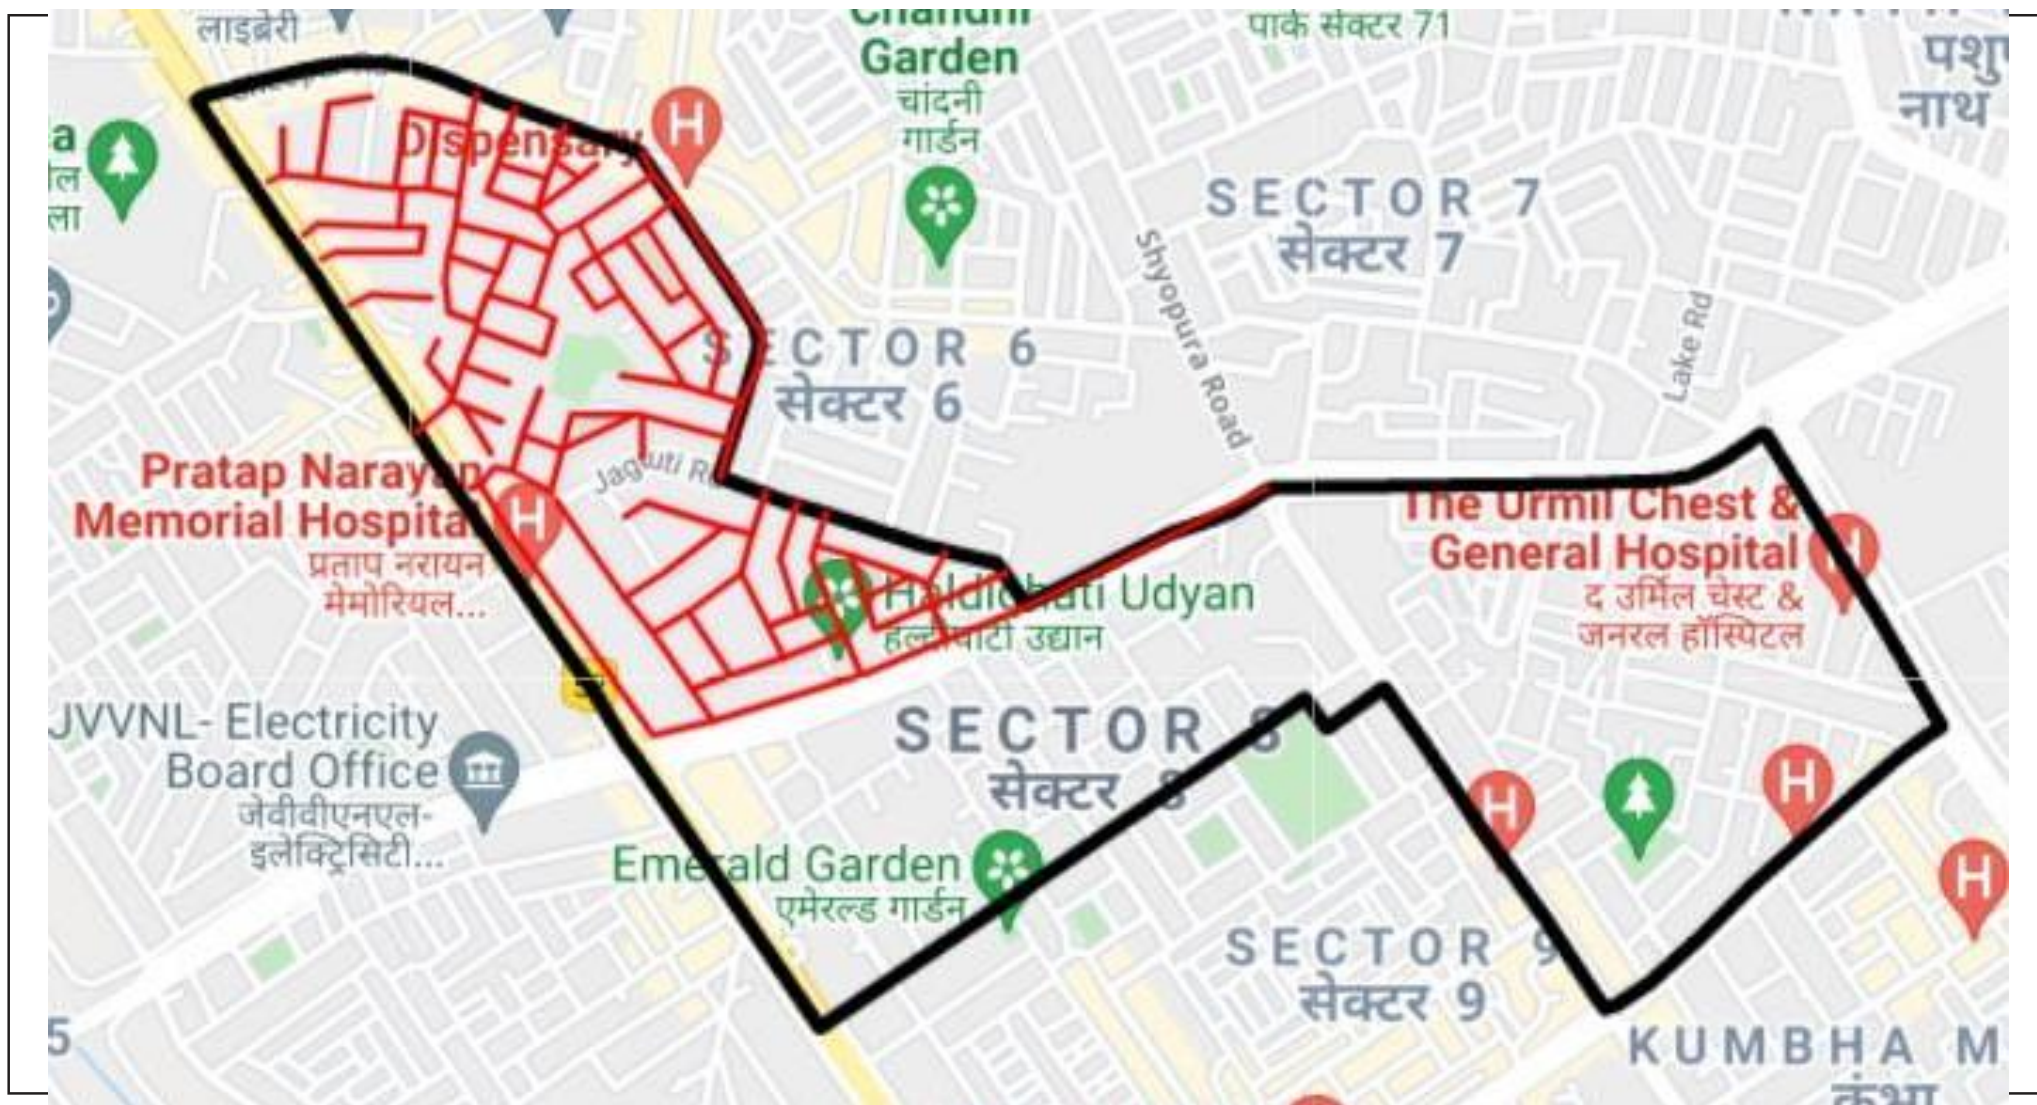 लाइब्रेरी
Chandni
Garden
चांदनी
गार्डन
पार्क सेक्टर 71
नाथ
a
ला
Dispensary
SECTOR 7
सेक्टर 7
Shyopura Road
Lake Rd
SECTOR 6
सेक्टर 6
Pratap Narayan
Memorial Hospital
प्रताप नरायन
मेमोरियल...
Jagruti Rd
The Urmil Chest &
General Hospital
द उर्मिल चेस्ट &
जनरल हॉस्पिटल
Haldighati Udyan
हल्दीघाटी उद्यान
JVVNL- Electricity
Board Office
जेवीवीएनएल-
इलेक्ट्रिसिटी...
SECTOR 8
सेक्टर 8
Emerald Garden
एमेरल्ड गार्डन
SECTOR 9
सेक्टर 9
5
KUMBHA M
कुंभा